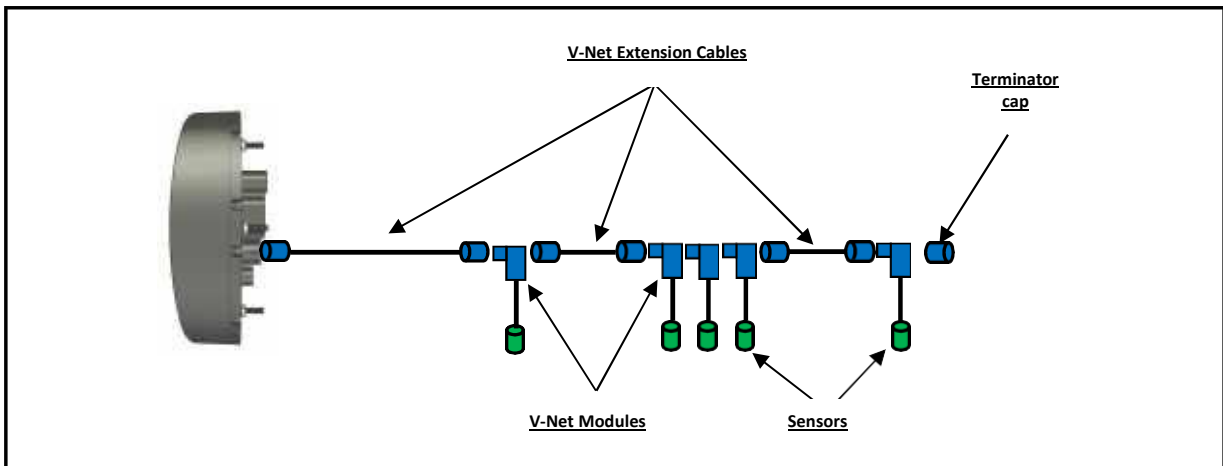 V-Net Extension Cables
Terminator
cap
V-Net Modules
Sensors